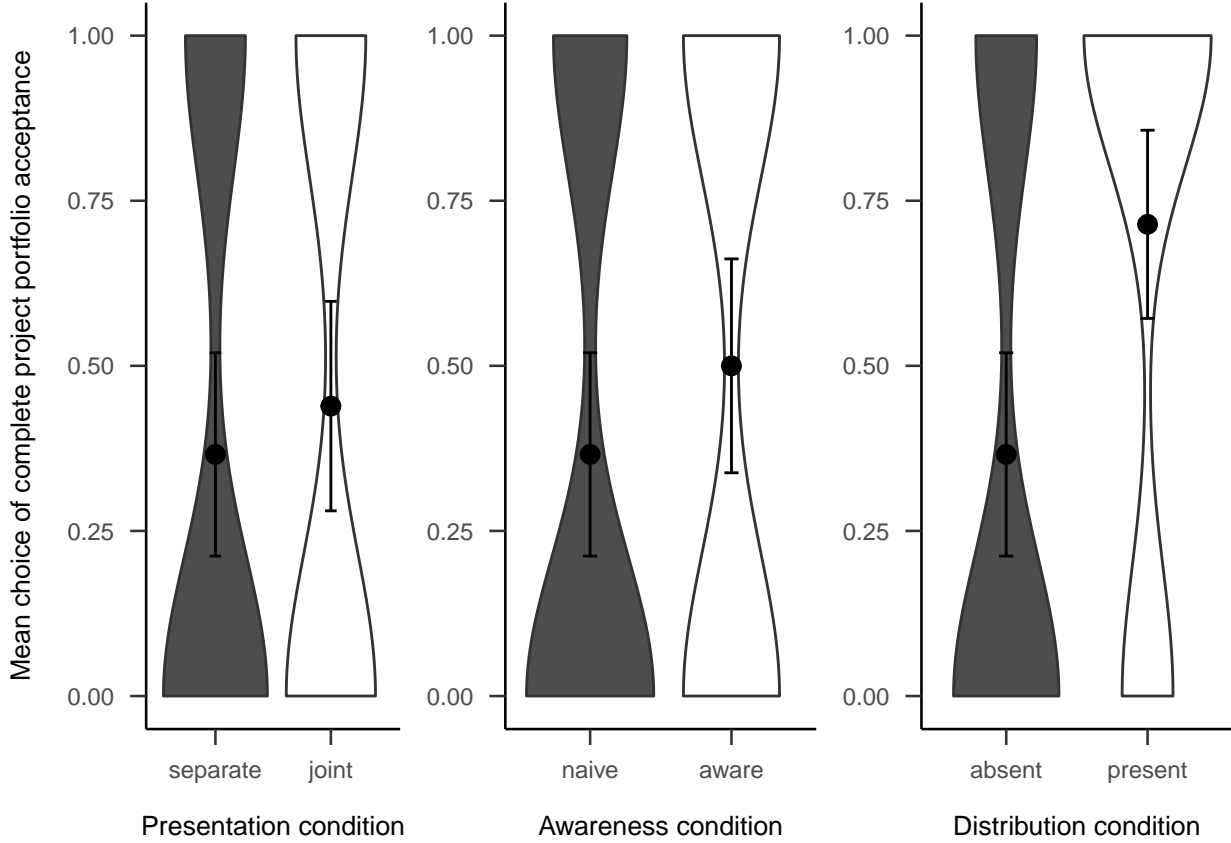 Mean choice of complete project portfolio acceptance
1.00
0.75
0.50
0.25
0.00
separate
joint
Presentation condition
1.00
0.75
0.50
0.25
0.00
naive
aware
Awareness condition
1.00
0.75
0.50
0.25
0.00
absent
present
Distribution condition